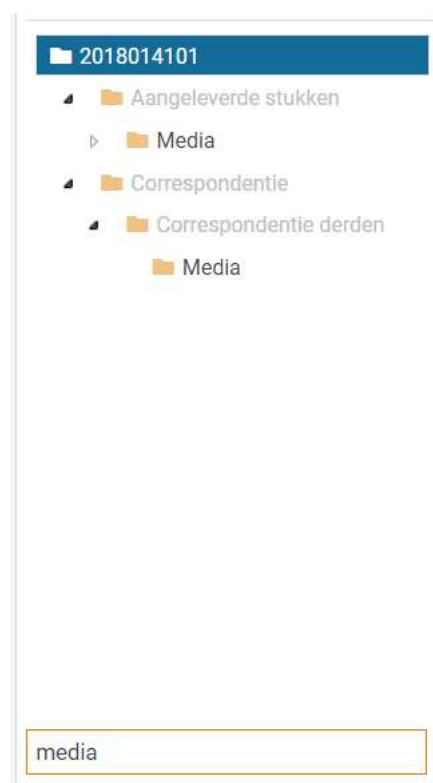 2018014101
Aangeleverde stukken
Media
Correspondentie
Correspondentie derden
Media
media